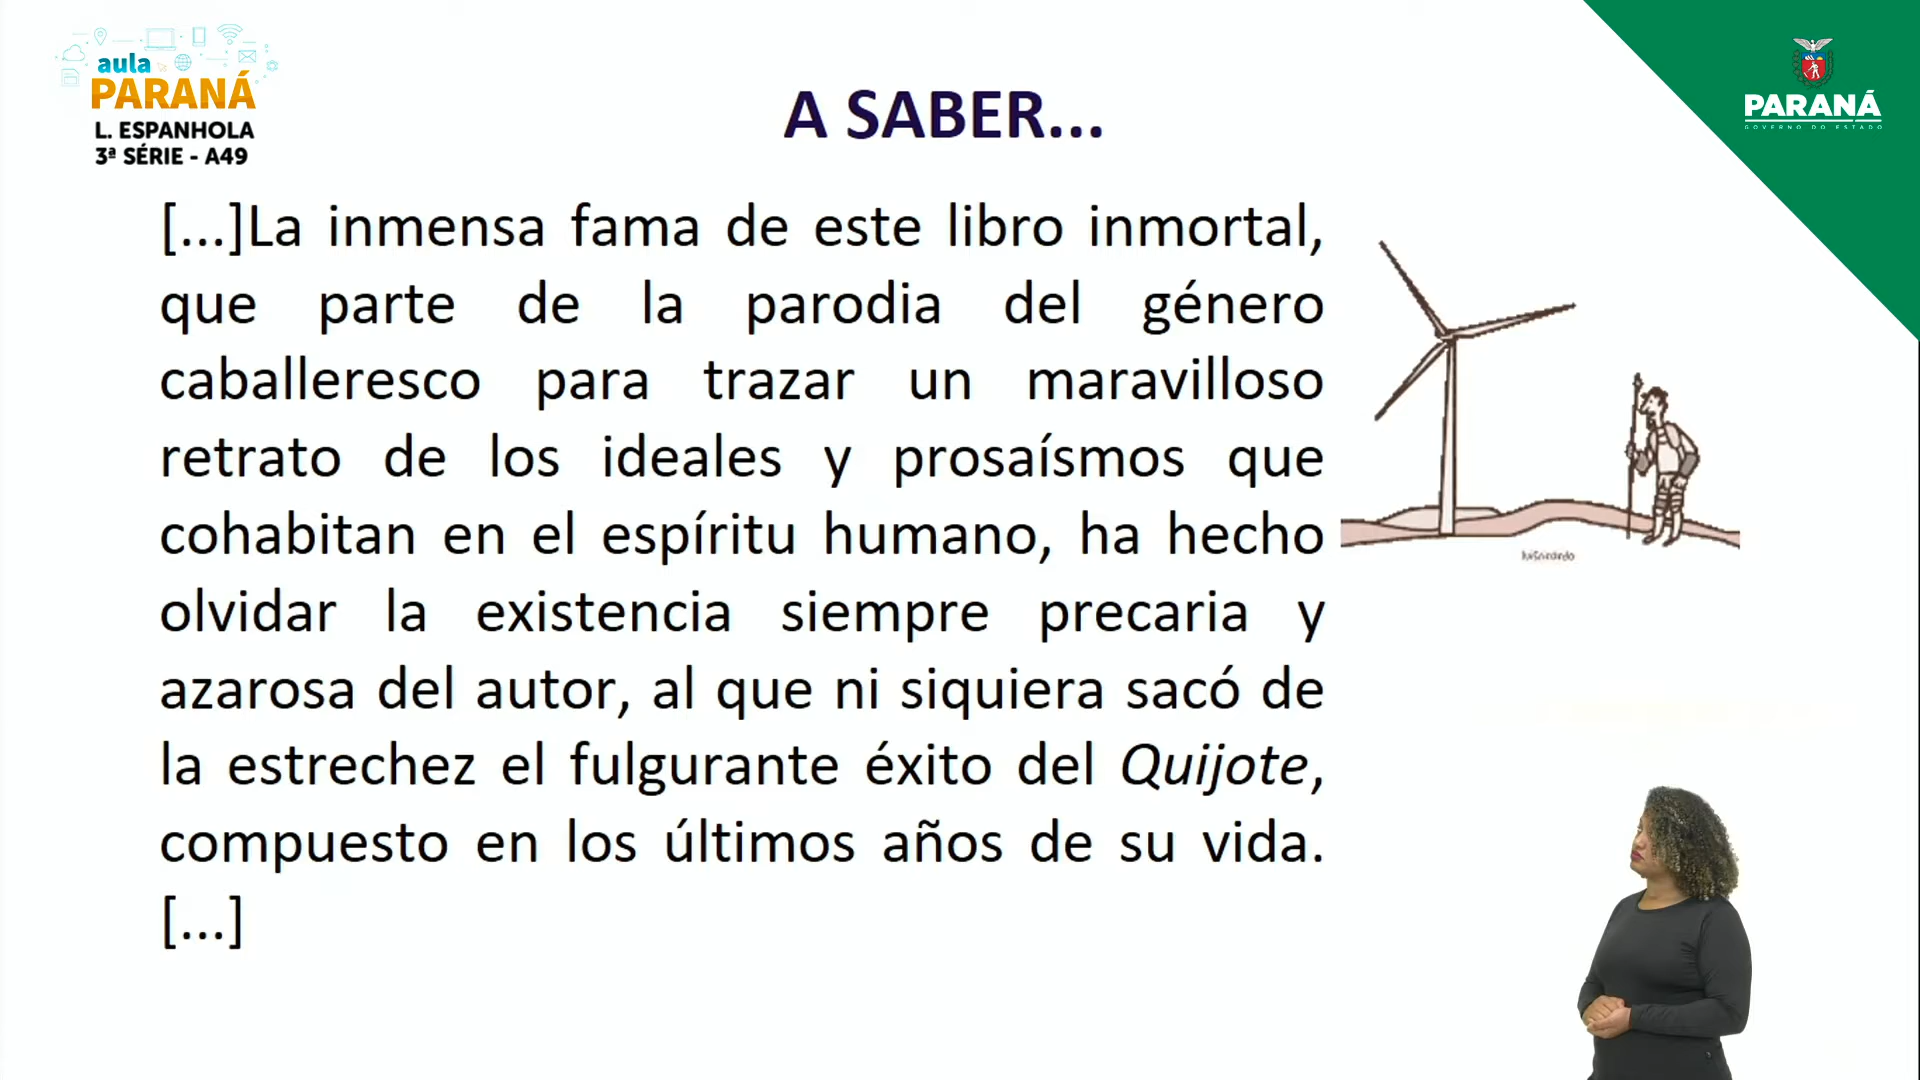 aula
PARANÁ
L. ESPANHOLA
3ª SÉRIE - A49
PARANÁ
GOVERNO DO ESTADO
A SABER...
[...]La inmensa fama de este libro inmortal,
que parte de la parodia del género
caballeresco para trazar un maravilloso
retrato de los ideales y prosaísmos que
cohabitan en el espíritu humano, ha hecho
olvidar la existencia siempre precaria y
azarosa del autor, al que ni siquiera sacó de
la estrechez el fulgurante éxito del Quijote,
compuesto en los últimos años de su vida.
[...]